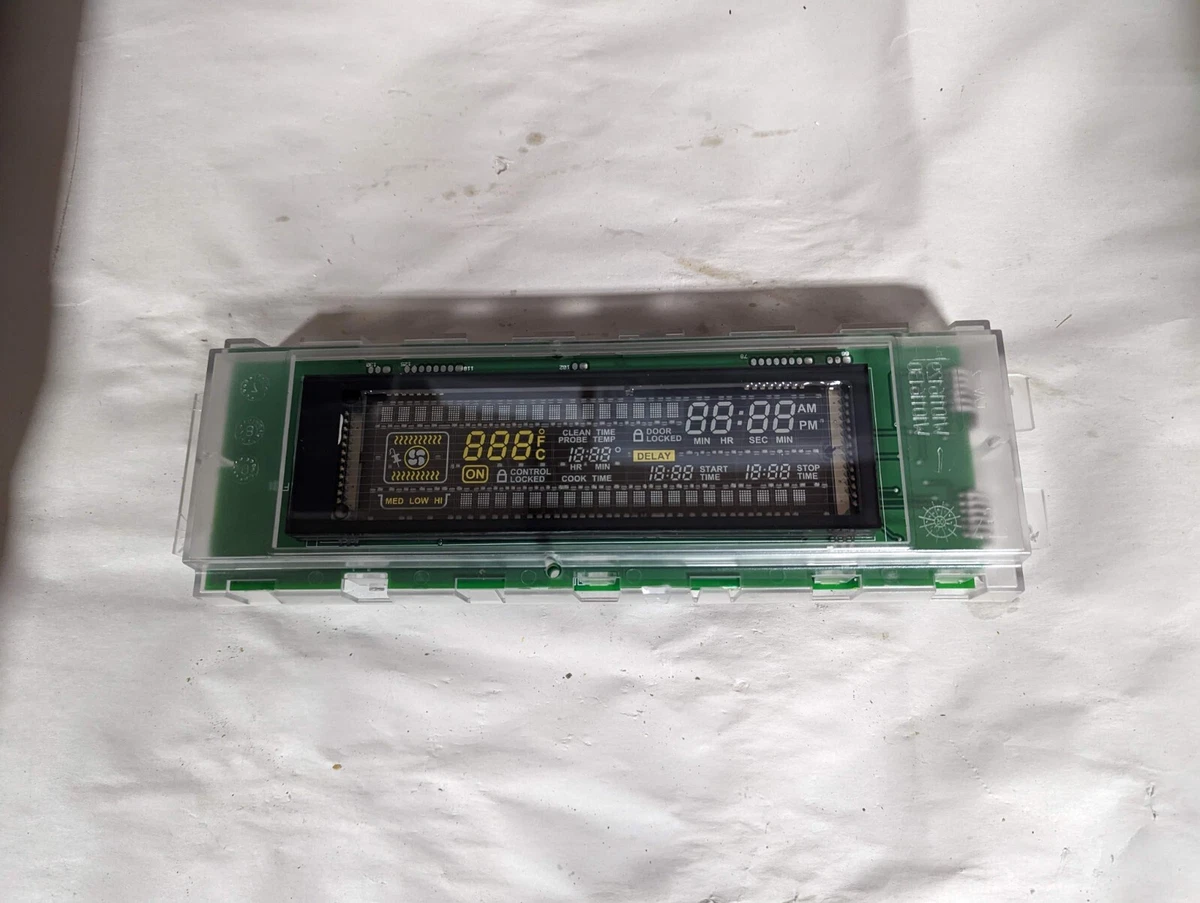 88:88 AM
PM
MIN HR SEC MIN
888°F
C
CLEAN TIME
PROBE TEMP
DOOR
LOCKED
18:88°
HR MIN
DELAY
ON
CONTROL
LOCKED
COOK TIME
18:88 START
TIME
18:88 STOP
TIME
MED LOW HI